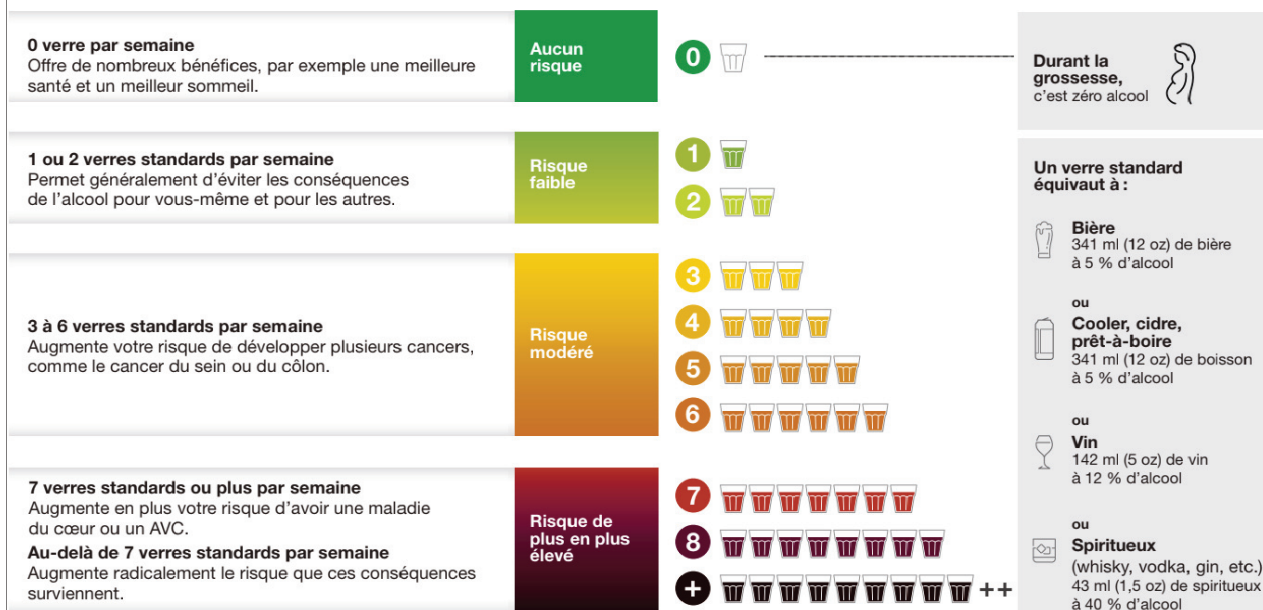 0 verre par semaine
Offre de nombreux bénéfices, par exemple une meilleure
santé et un meilleur sommeil.
Aucun
risque
0
Durant la
grossesse,
c'est zéro alcool
1 ou 2 verres standards par semaine
Permet généralement d'éviter les conséquences
de l'alcool pour vous-même et pour les autres.
Risque
faible
1
2
3 à 6 verres standards par semaine
Augmente votre risque de développer plusieurs cancers,
comme le cancer du sein ou du côlon.
Risque
modéré
3
4
5
6
7 verres standards ou plus par semaine
Augmente en plus votre risque d'avoir une maladie
du cœur ou un AVC.
Au-delà de 7 verres standards par semaine
Augmente radicalement le risque que ces conséquences
surviennent.
Risque de
plus en plus
élevé
7
8
+
++
Un verre standard
équivaut à :
Bière
341 ml (12 oz) de bière
à 5 % d'alcool
ou
Cooler, cidre,
prêt-à-boire
341 ml (12 oz) de boisson
à 5 % d'alcool
ou
Vin
142 ml (5 oz) de vin
à 12 % d'alcool
ou
Spiritueux
(whisky, vodka, gin, etc.)
43 ml (1,5 oz) de spiritueux
à 40 % d'alcool